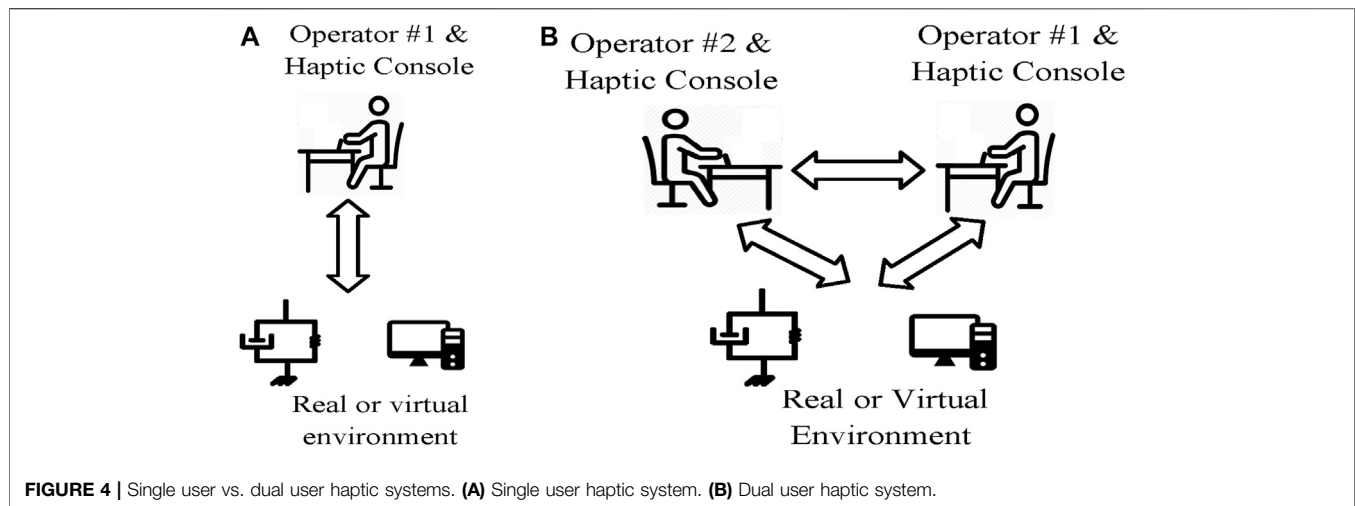 A
Operator #1 &
Haptic Console
Real or virtual
environment
B
Operator #2 &
Haptic Console
Operator #1 &
Haptic Console
Real or Virtual
Environment
FIGURE 4 | Single user vs. dual user haptic systems. (A) Single user haptic system. (B) Dual user haptic system.